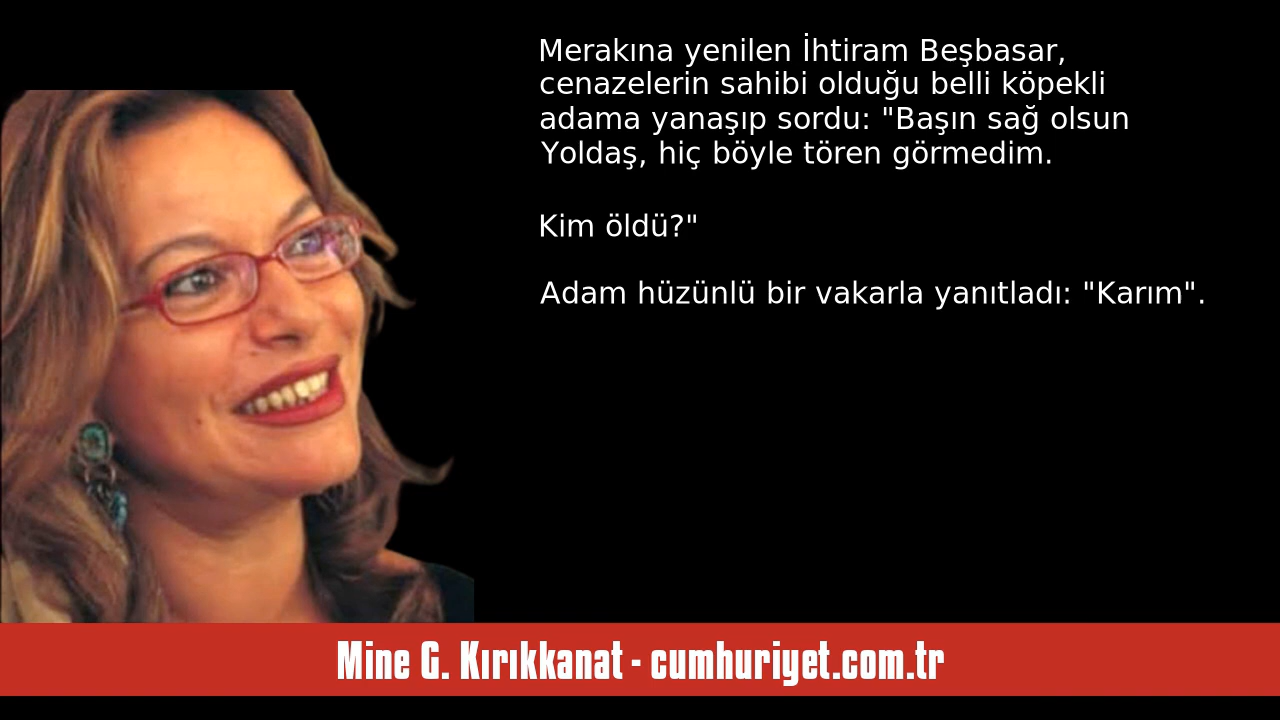 Merakına yenilen İhtiram Beşbasar,
cenazelerin sahibi olduğu belli köpekli
adama yanaşıp sordu: "Başın sağ olsun
Yoldaş, hiç böyle tören görmedim.
Kim öldü?"
Adam hüzünlü bir vakarla yanıtladı: "Karım".
Mine G. Kırıkkanat - cumhuriyet.com.tr